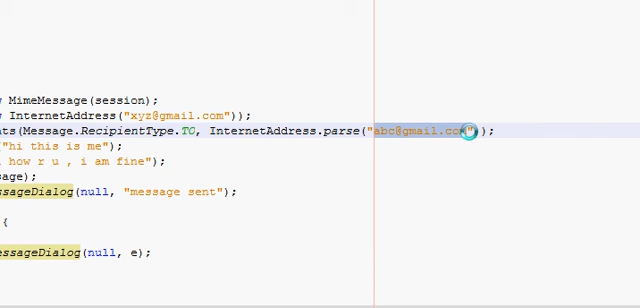 MimeMessage(session);
InternetAddress("xyz@gmail.com"));
nts(Message.RecipientType.TO, InternetAddress.parse("abc@gmail.com"));
("hi this is me");
how r u , i am fine");
sage);
essageDialog(null, "message sent");
{
essageDialog(null, e);